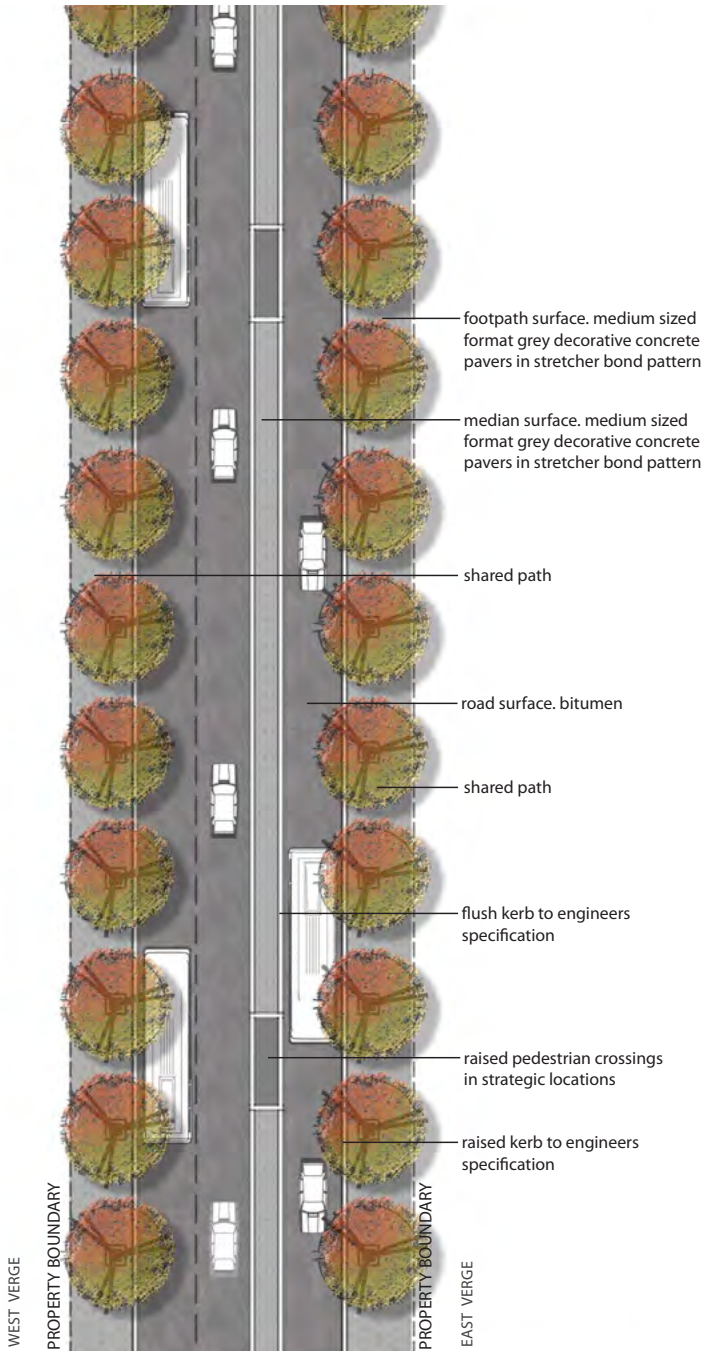 footpath surface. medium sized
format grey decorative concrete
pavers in stretcher bond pattern
median surface. medium sized
format grey decorative concrete
pavers in stretcher bond pattern
shared path
road surface. bitumen
shared path
flush kerb to engineers
specification
raised pedestrian crossings
in strategic locations
raised kerb to engineers
specification
WEST VERGE
PROPERTY BOUNDARY
PROPERTY BOUNDARY
EAST VERGE